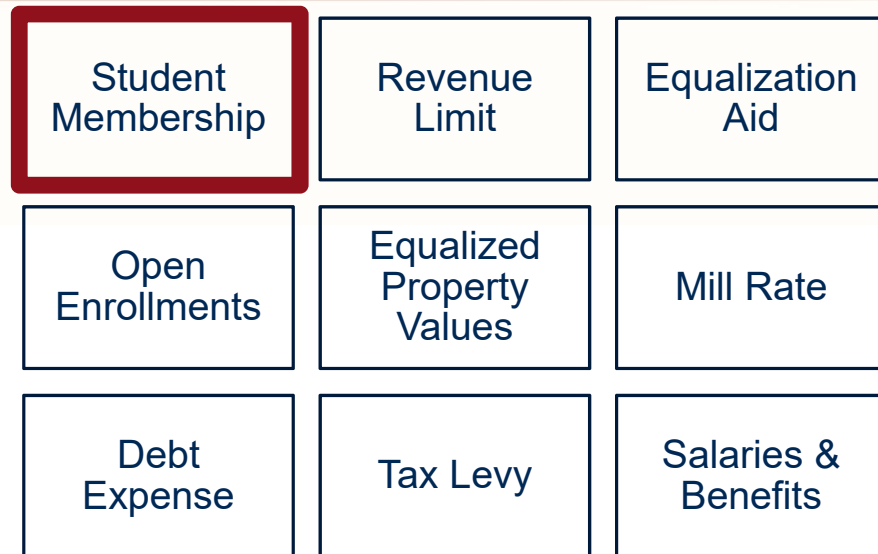 Student
Membership
Revenue
Limit
Equalization
Aid
Open
Enrollments
Equalized
Property
Values
Mill Rate
Debt
Expense
Tax Levy
Salaries &
Benefits